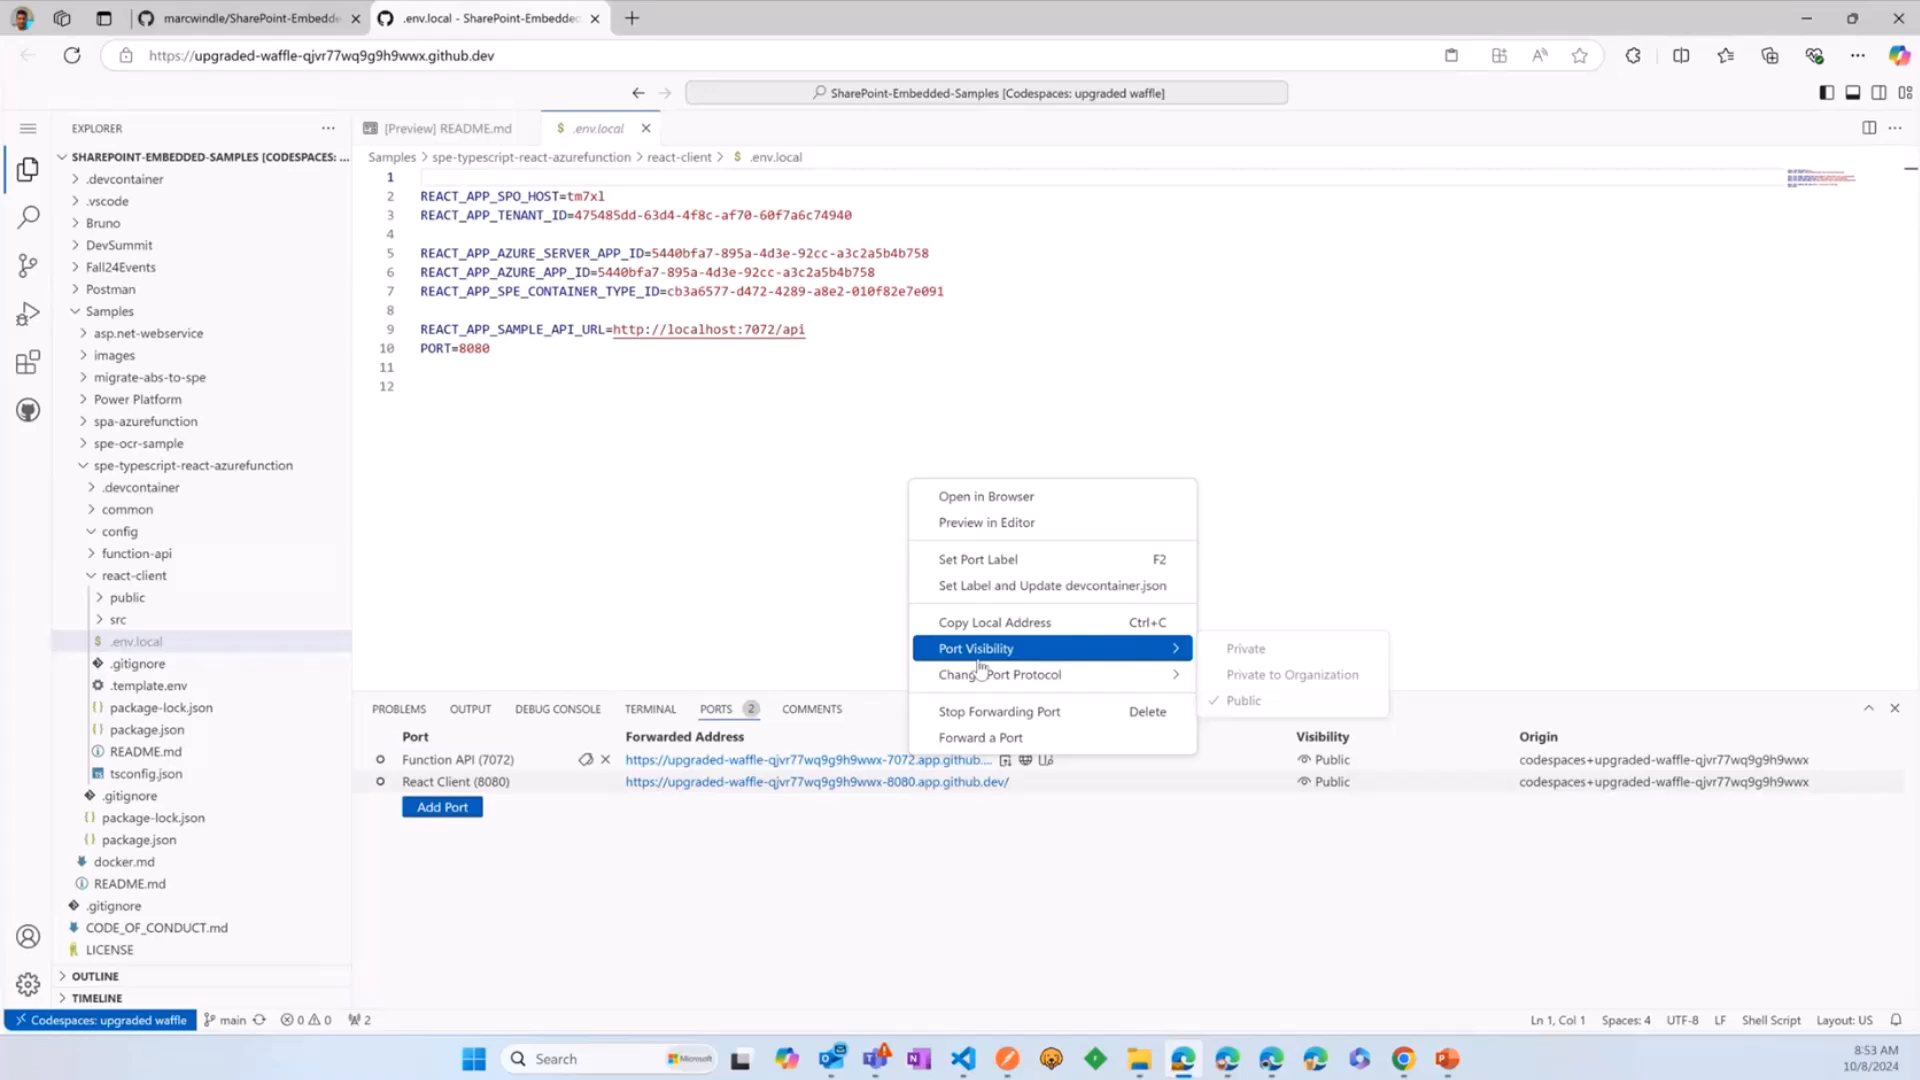 marcwindle/SharePoint-Embedde
.env.local - SharePoint-Embedded
https://upgraded-waffle-qjvr77wq9g9h9wwx.github.dev
SharePoint-Embedded-Samples [Codespaces: upgraded waffle]
EXPLORER
[Preview] README.md
$ .env.local
SHAREPOINT-EMBEDDED-SAMPLES [CODESPACES: ...
Samples > spe-typescript-react-azurefunction > react-client > $ .env.local
.devcontainer
.vscode
Bruno
DevSummit
Fall24Events
Postman
Samples
asp.net-webservice
images
migrate-abs-to-spe
Power Platform
spa-azurefunction
spe-ocr-sample
spe-typescript-react-azurefunction
.devcontainer
common
config
function-api
react-client
public
src
$ .env.local
.gitignore
.template.env
package-lock.json
package.json
README.md
tsconfig.json
.gitignore
package-lock.json
package.json
docker.md
README.md
.gitignore
CODE_OF_CONDUCT.md
LICENSE
OUTLINE
TIMELINE
1
2 REACT_APP_SPO_HOST=tm7xl
3 REACT_APP_TENANT_ID=475485dd-63d4-4f8c-af70-60f7a6c74940
4
5 REACT_APP_AZURE_SERVER_APP_ID=5440bfa7-895a-4d3e-92cc-a3c2a5b4b758
6 REACT_APP_AZURE_APP_ID=5440bfa7-895a-4d3e-92cc-a3c2a5b4b758
7 REACT_APP_SPE_CONTAINER_TYPE_ID=cb3a6577-d472-4289-a8e2-010f82e7e091
8
9 REACT_APP_SAMPLE_API_URL=http://localhost:7072/api
10 PORT=8080
11
12
Open in Browser
Preview in Editor
Set Port Label F2
Set Label and Update devcontainer.json
Copy Local Address Ctrl+C
Port Visibility
Change Port Protocol
Stop Forwarding Port Delete
Forward a Port
Private
Private to Organization
Public
PROBLEMS OUTPUT DEBUG CONSOLE TERMINAL PORTS 2 COMMENTS
Port Forwarded Address Visibility Origin
Function API (7072) https://upgraded-waffle-qjvr77wq9g9h9wwx-7072.app.github.... Public codespaces+upgraded-waffle-qjvr77wq9g9h9wwx
React Client (8080) https://upgraded-waffle-qjvr77wq9g9h9wwx-8080.app.github.dev/ Public codespaces+upgraded-waffle-qjvr77wq9g9h9wwx
Add Port
Codespaces: upgraded waffle main 0 0 2
Ln 1, Col 1 Spaces: 4 UTF-8 LF Shell Script Layout: US
Search
Microsoft
8:53 AM
10/8/2024